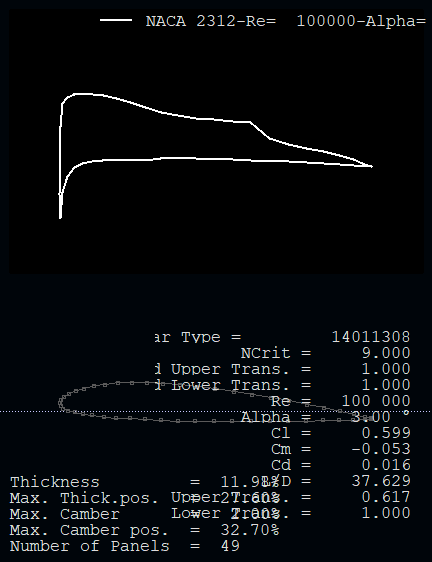 NACA 2312-Re=  100000-Alpha=
ar Type =  14011308
NCrit =  9.000
d Upper Trans. =  1.000
d Lower Trans. =  1.000
Re =  100 000
Alpha =  3.00 °
Cl =  0.599
Cm =  -0.053
Cd =  0.016
L/D =  37.629
Upper Trans. =  0.617
Lower Trans. =  1.000
Thickness  =  11.98%
Max. Thick.pos.  =  27.60%
Max. Camber  =  2.00%
Max. Camber pos.  =  32.70%
Number of Panels  =  49